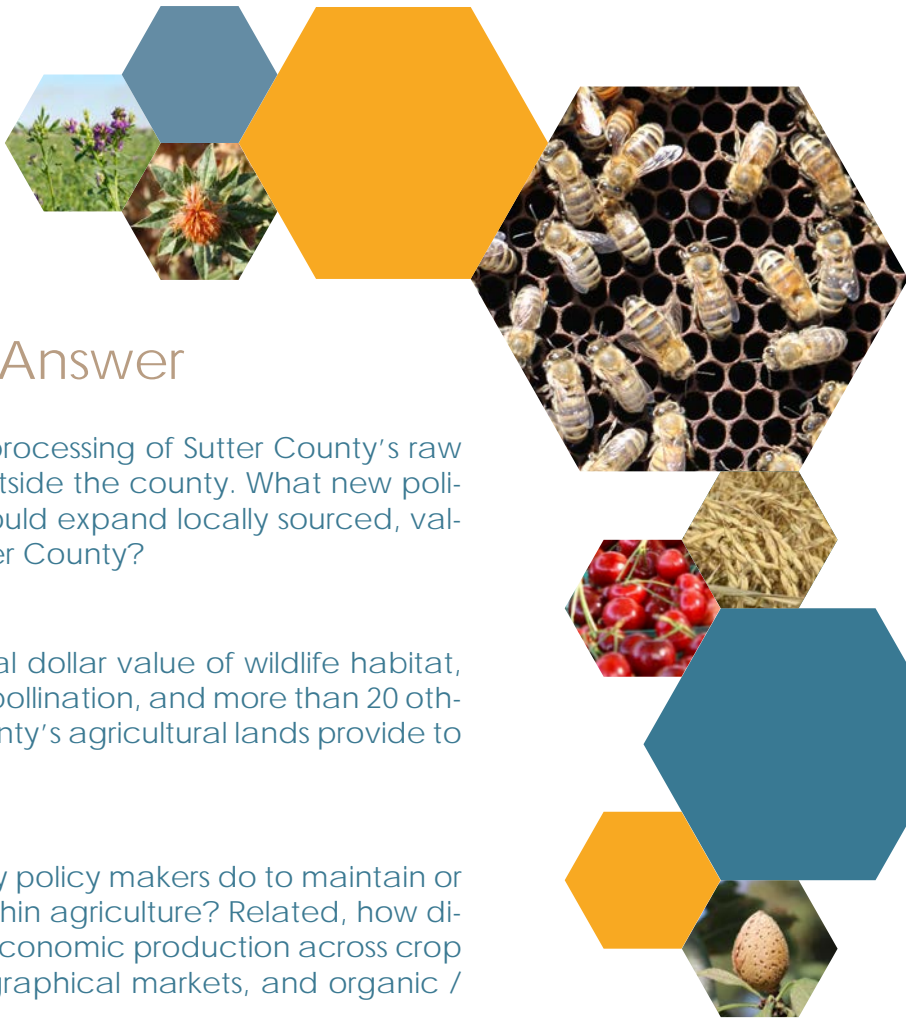 Answer
processing of Sutter County's raw
tside the county. What new poli-
ould expand locally sourced, val-
er County?
al dollar value of wildlife habitat,
pollination, and more than 20 oth-
nty's agricultural lands provide to
y policy makers do to maintain or
hin agriculture? Related, how di-
economic production across crop
graphical markets, and organic /